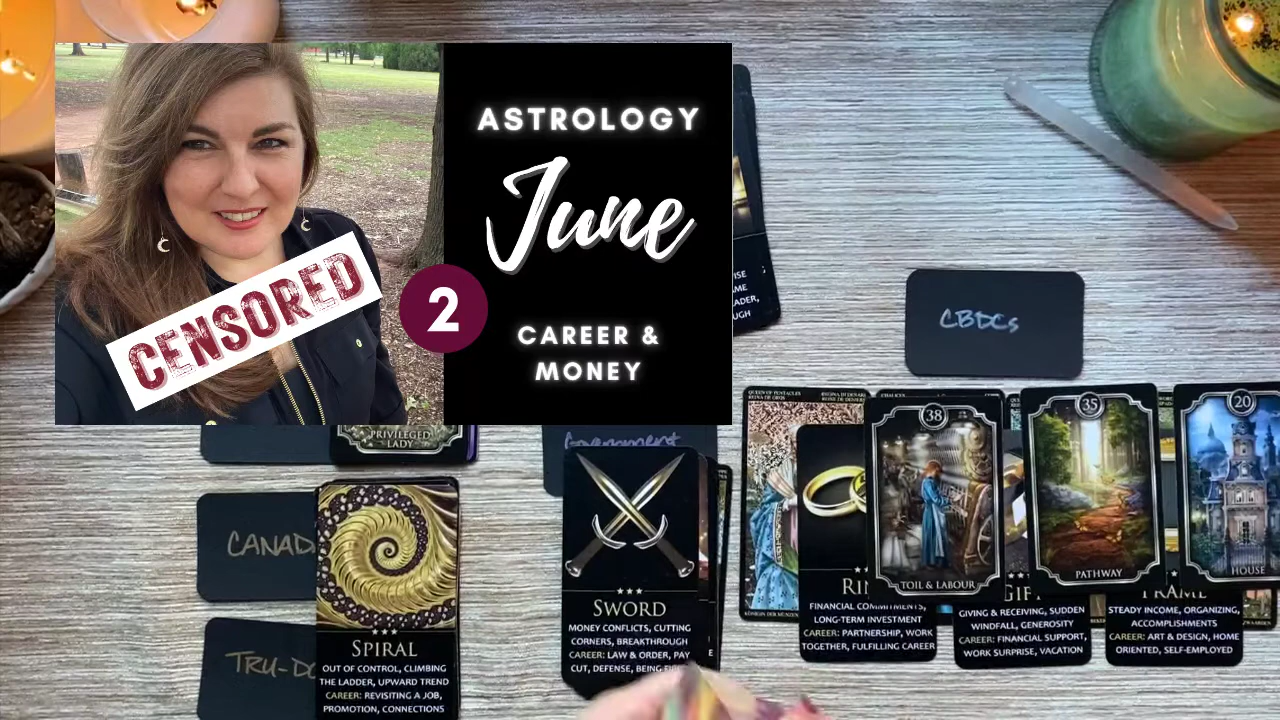 ASTROLOGY
June
CENSORED
2
CAREER &
MONEY
CBDCs
PRIVILEGED
LADY
Government
CANAD
TRU-DO
SPIRAL
OUT OF CONTROL, CLIMBING
THE LADDER, UPWARD TREND
CAREER: REVISITING A JOB,
PROMOTION, CONNECTIONS
SWORD
MONEY CONFLICTS, CUTTING
CORNERS, BREAKTHROUGH
CAREER: LAW & ORDER, PAY
CUT, DEFENSE, BEING
38
TOIL & LABOUR
35
PATHWAY
20
HOUSE
FINANCIAL COMMITMENTS,
LONG-TERM INVESTMENT
CAREER: PARTNERSHIP, WORK
TOGETHER, FULFILLING CAREER
GIVING & RECEIVING, SUDDEN
WINDFALL, GENEROSITY
CAREER: FINANCIAL SUPPORT,
WORK SURPRISE, VACATION
FRAME
STEADY INCOME, ORGANIZING,
ACCOMPLISHMENTS
CAREER: ART & DESIGN, HOME
ORIENTED, SELF-EMPLOYED